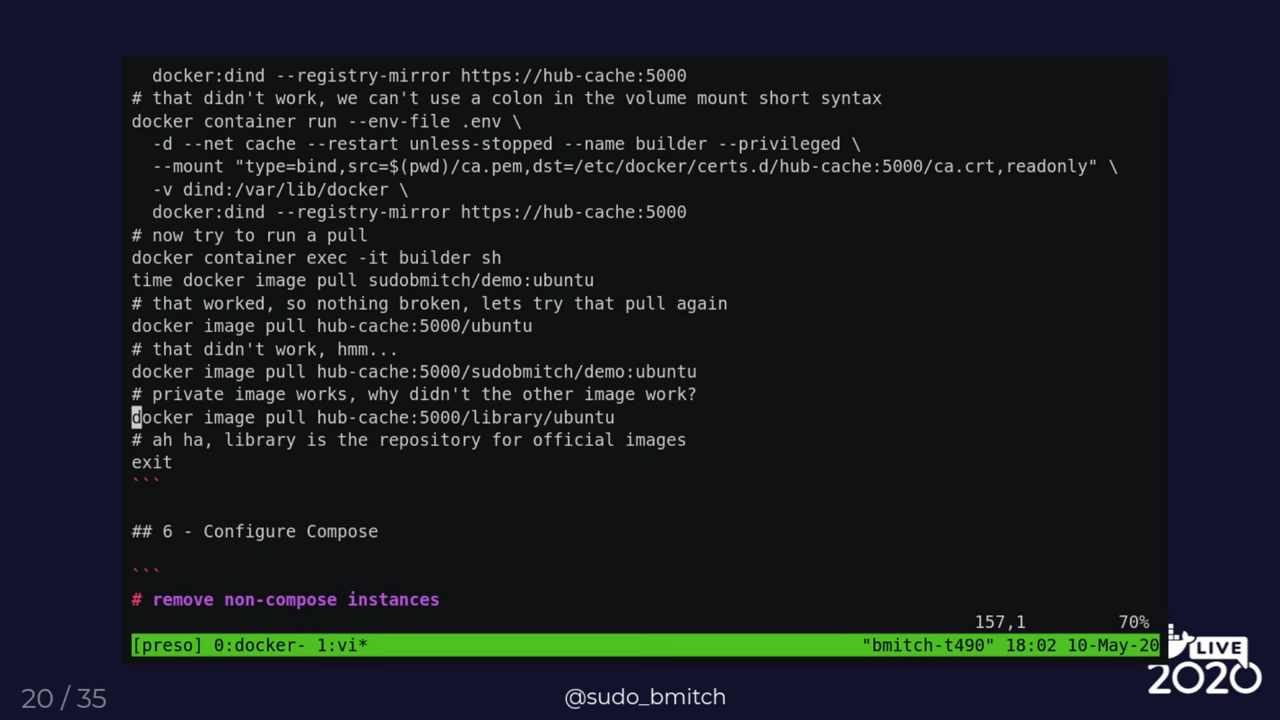 docker:dind --registry-mirror https://hub-cache:5000
# that didn't work, we can't use a colon in the volume mount short syntax
docker container run --env-file .env \
-d --net cache --restart unless-stopped --name builder --privileged \
--mount "type=bind,src=$(pwd)/ca.pem,dst=/etc/docker/certs.d/hub-cache:5000/ca.crt,readonly" \
-v dind:/var/lib/docker \
docker:dind --registry-mirror https://hub-cache:5000
# now try to run a pull
docker container exec -it builder sh
time docker image pull sudobmitch/demo:ubuntu
# that worked, so nothing broken, lets try that pull again
docker image pull hub-cache:5000/ubuntu
# that didn't work, hmm...
docker image pull hub-cache:5000/sudobmitch/demo:ubuntu
# private image works, why didn't the other image work?
docker image pull hub-cache:5000/library/ubuntu
# ah ha, library is the repository for official images
exit
```
## 6 - Configure Compose
```
# remove non-compose instances
157,1 70%
[preso] 0:docker- 1:vi* "bmitch-t490" 18:02 10-May-20
LIVE
2020
20 / 35
@sudo_bmitch